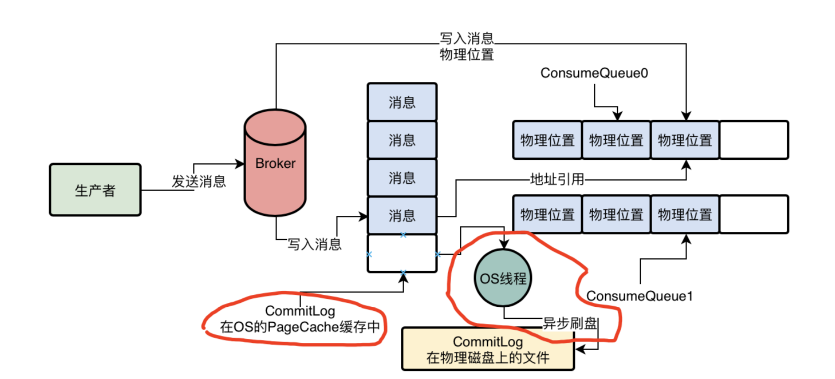 写入消息
物理位置
ConsumeQueue0
消息
消息
消息
消息
物理位置
物理位置
物理位置
Broker
生产者
发送消息
地址引用
写入消息
物理位置
物理位置
物理位置
OS线程
ConsumeQueue1
CommitLog
在OS的PageCache缓存中
异步刷盘
CommitLog
在物理磁盘上的文件